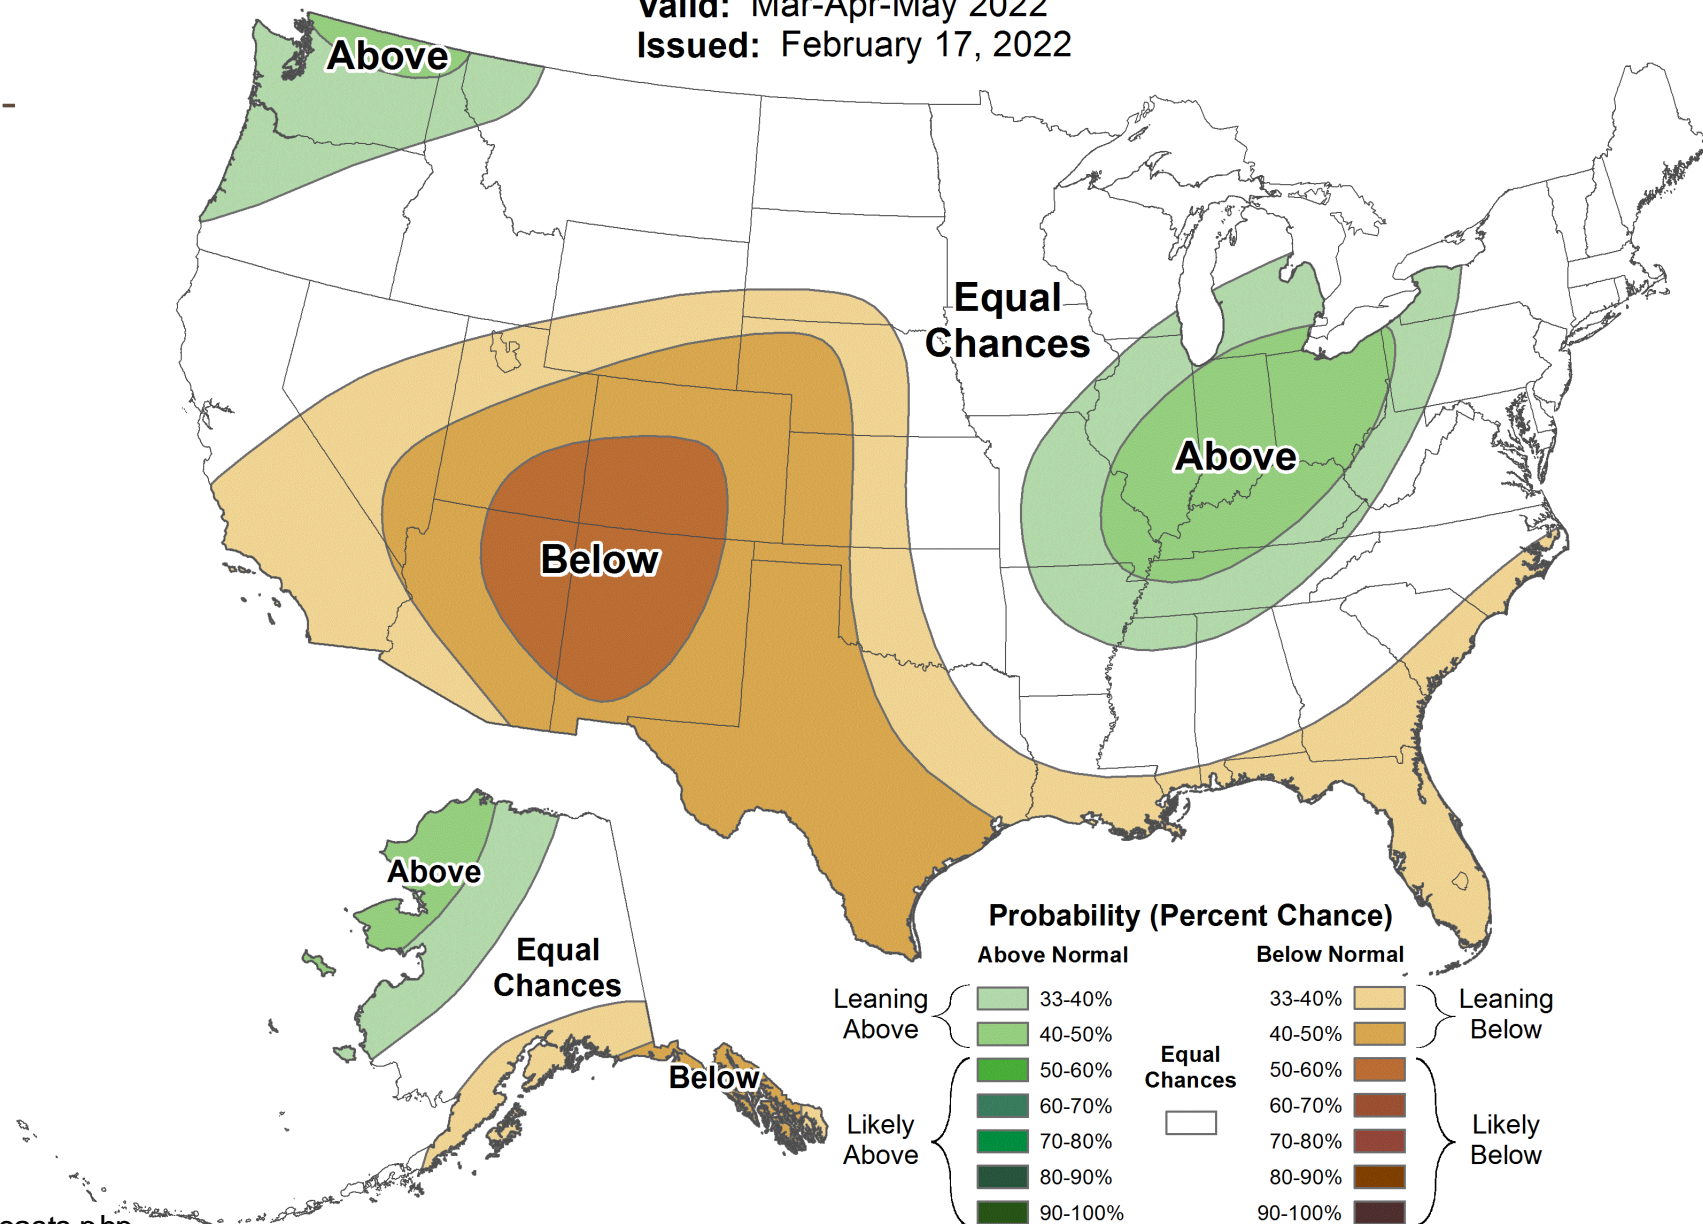 Valid: Mar-Apr-May 2022
Issued: February 17, 2022
Above
Equal
Chances
Above
Below
Above
Equal
Chances
Below
Probability (Percent Chance)
Above Normal
Below Normal
Leaning
Above
33-40%
40-50%
50-60%
60-70%
70-80%
80-90%
90-100%
Likely
Above
Equal
Chances
33-40%
40-50%
50-60%
60-70%
70-80%
80-90%
90-100%
Leaning
Below
Likely
Below